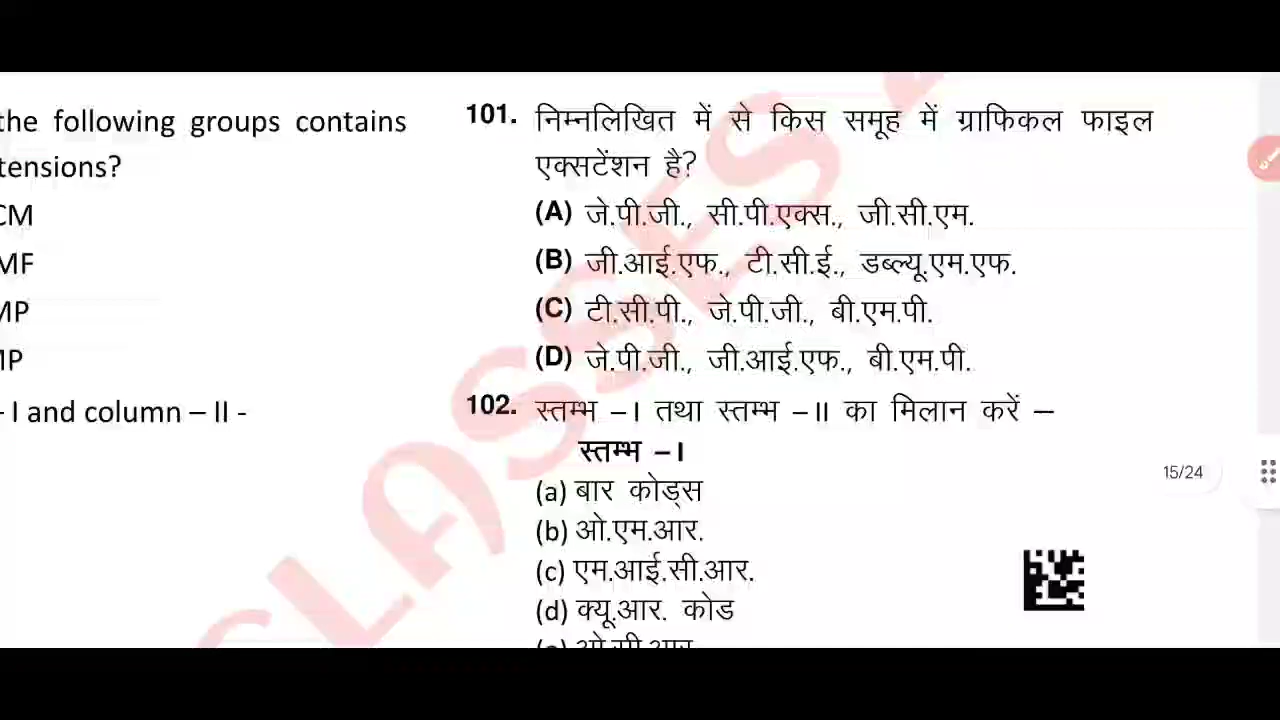 the following groups contains
tensions?
CM
MF
MP
IP
- I and column – II -
101. निम्नलिखित में से किस समूह में ग्राफिकल फाइल
एक्सटेंशन है?
(A) जे.पी.जी., सी.पी.एक्स., जी.सी.एम.
(B) जी.आई.एफ., टी.सी.ई., डब्ल्यू.एम.एफ.
(C) टी.सी.पी., जे.पी.जी., बी.एम.पी.
(D) जे.पी.जी., जी.आई.एफ., बी.एम.पी.
102. स्तम्भ – I तथा स्तम्भ – II का मिलान करें –
स्तम्भ – I
(a) बार कोड्स
(b) ओ.एम.आर.
(c) एम.आई.सी.आर.
(d) क्यू.आर. कोड
15/24
CLASSES